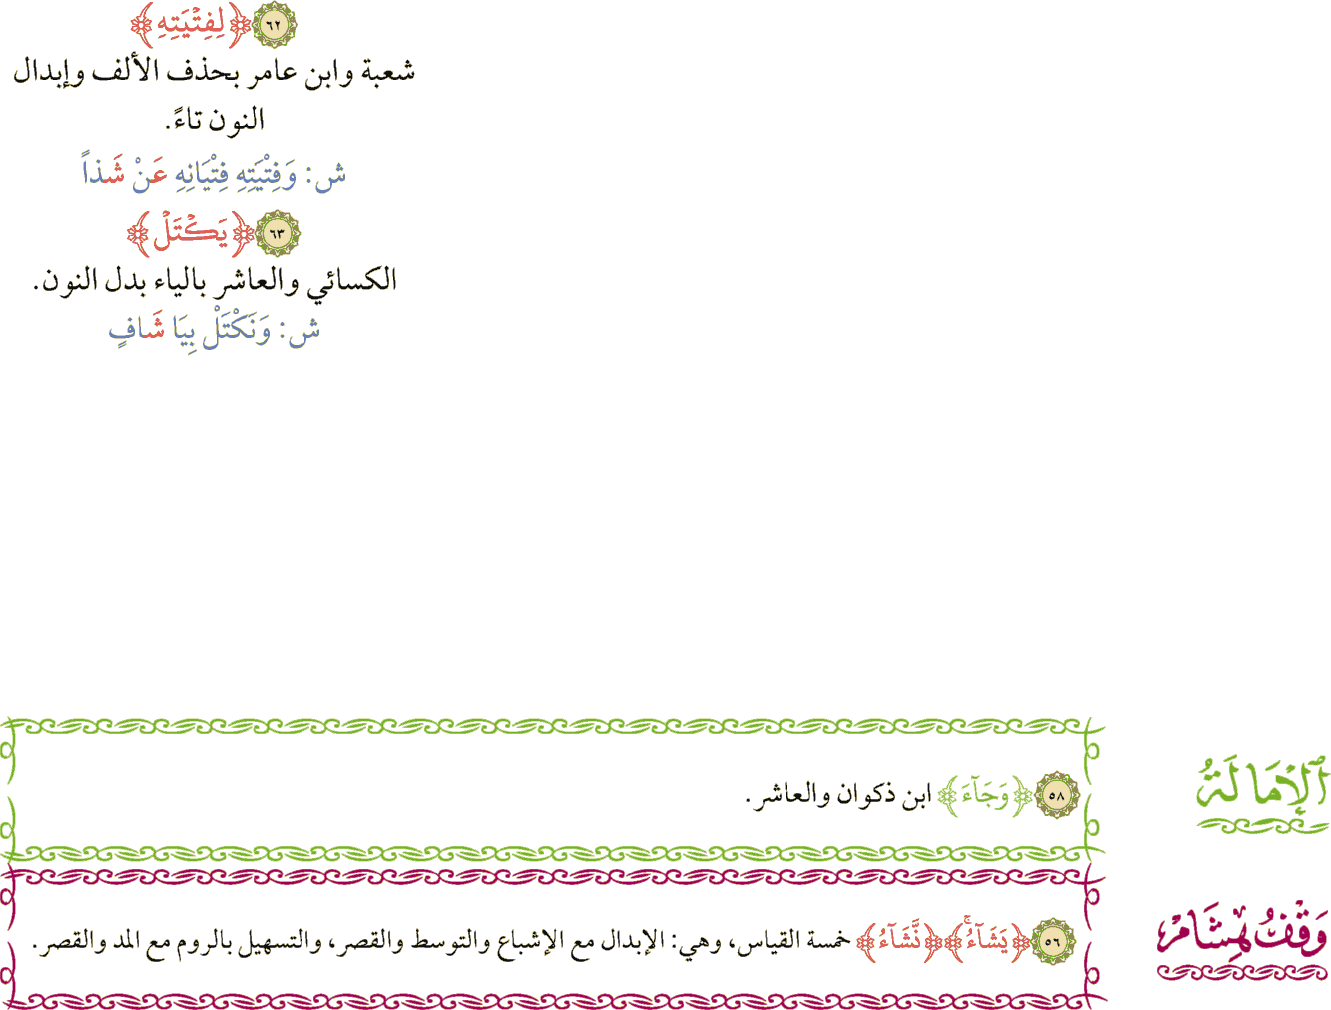 ٦٢ ﴿لِفِتْيَتِهِ﴾
شعبة وابن عامر بحذف الألف وإبدال
النون تاءً.
ش: وَفِتْيَتِهِ فِتْيَانِهِ عَنْ شَذاً
٦٣ ﴿يَكْتَلْ﴾
الكسائي والعاشر بالياء بدل النون.
ش: وَنَكْتَلْ بِيَا شَافٍ
الإِمَالَةُ
٥٨ ﴿وَجَآءَ﴾ ابن ذكوان والعاشر.
وَقْفُ هِشَامٍ
٥٦ ﴿يَشَآءُۚ﴾ ﴿نَّشَآءُ﴾ خمسة القياس، وهي: الإبدال مع الإشباع والتوسط والقصر، والتسهيل بالروم مع المد والقصر.